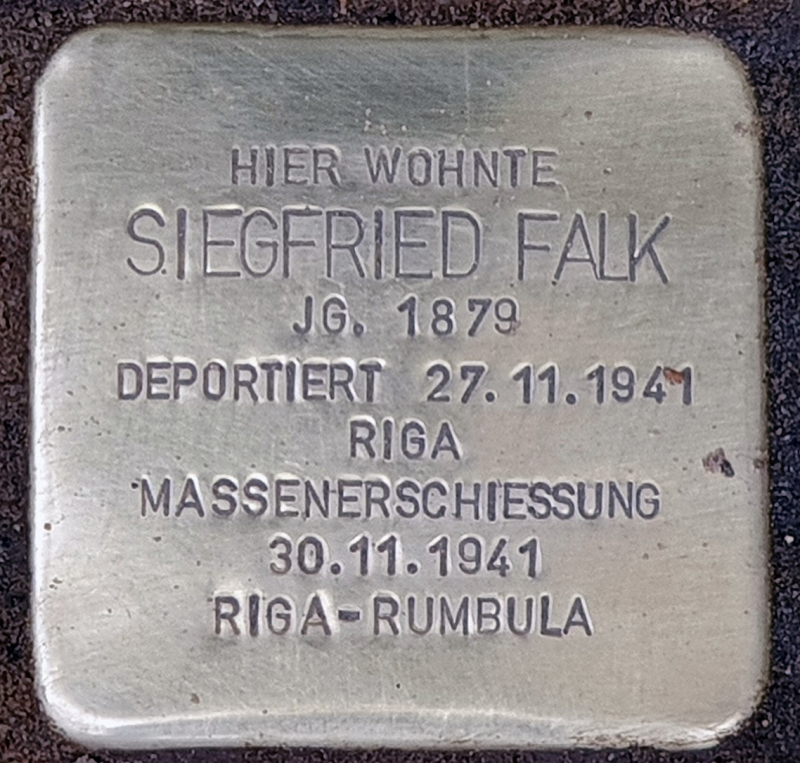 HIER WOHNTE
SIEGFRIED FALK
JG. 1879
DEPORTIERT 27.11.1941
RIGA
MASSENERSCHIESSUNG
30.11.1941
RIGA-RUMBULA